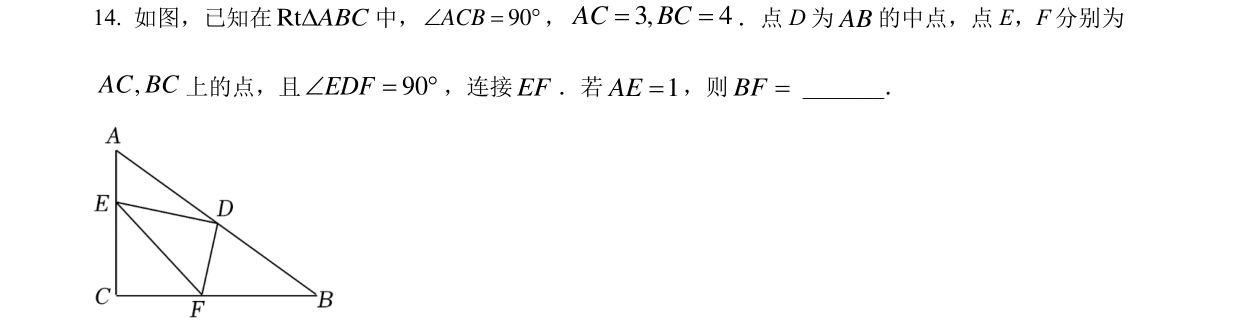 14. 如图，已知在RtΔABC中，∠ACB=90°，AC=3,BC=4．点D为AB的中点，点E，F分别为
AC,BC上的点，且∠EDF=90°，连接EF．若AE=1，则BF=______.
A
E
D
C
F
B